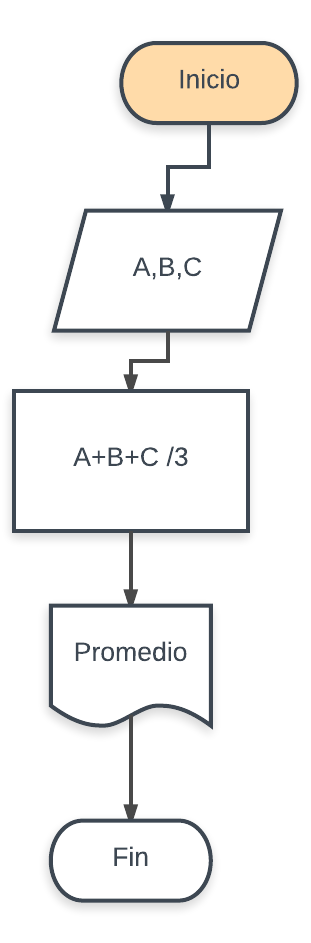 Inicio
A,B,C
A+B+C /3
Promedio
Fin